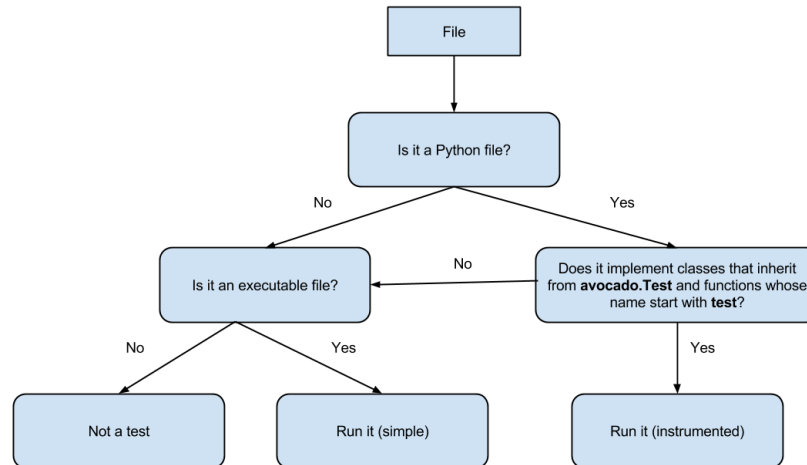 File
Is it a Python file?
No
Yes
Is it an executable file?
No
Does it implement classes that inherit
from avocado.Test and functions whose
name start with test?
No
Yes
Yes
Not a test
Run it (simple)
Run it (instrumented)